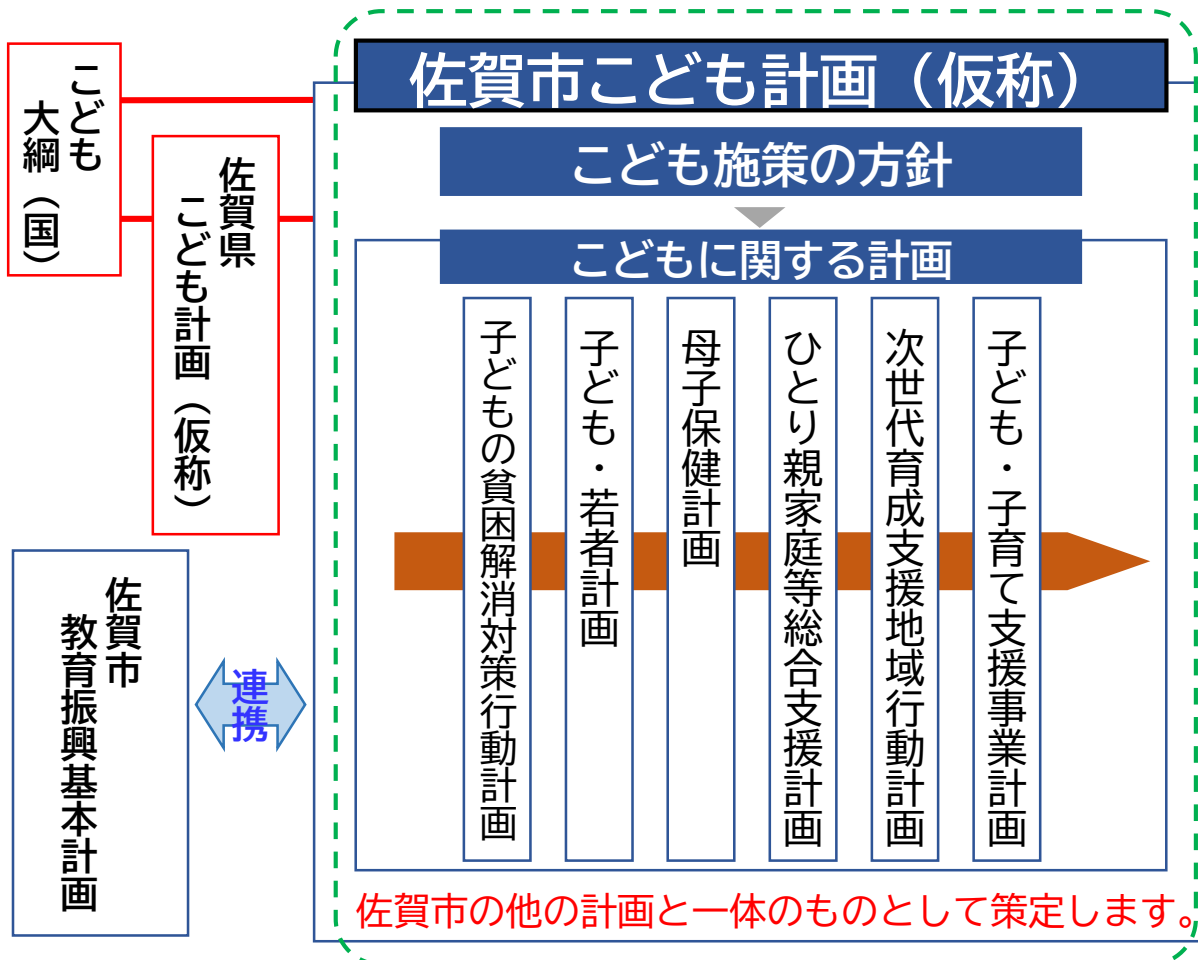 佐賀市こども計画（仮称）
こども施策の方針
こどもに関する計画
こども
大綱（国）
佐賀県
こども計画（仮称）
佐賀市
教育振興基本計画
連携
子ども・子育て支援事業計画
次世代育成支援地域行動計画
ひとり親家庭等総合支援計画
母子保健計画
子ども・若者計画
子どもの貧困解消対策行動計画
佐賀市の他の計画と一体のものとして策定します。